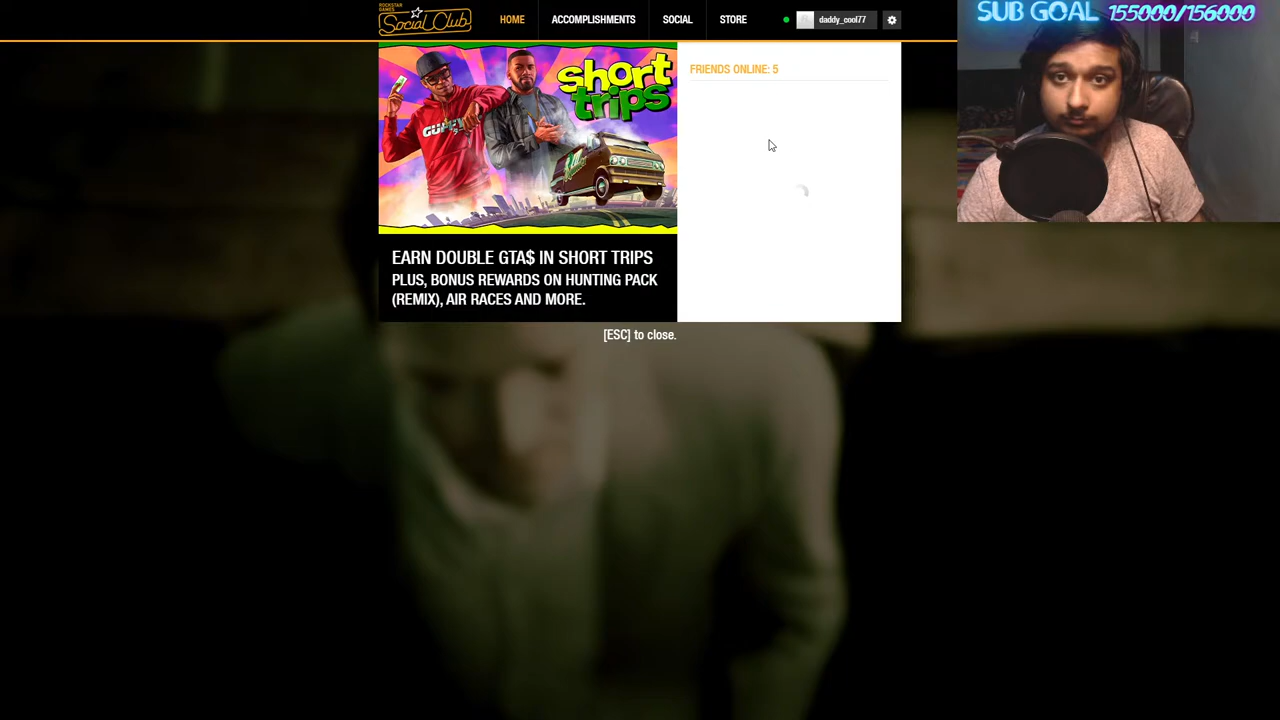 ROCKSTAR
GAMES
Social Club
HOME
ACCOMPLISHMENTS
SOCIAL
STORE
daddy_cool77
SUB GOAL 155000/156000
short
trips
GUFFY
FRIENDS ONLINE: 5
EARN DOUBLE GTA$ IN SHORT TRIPS
PLUS, BONUS REWARDS ON HUNTING PACK
(REMIX), AIR RACES AND MORE.
[ESC] to close.